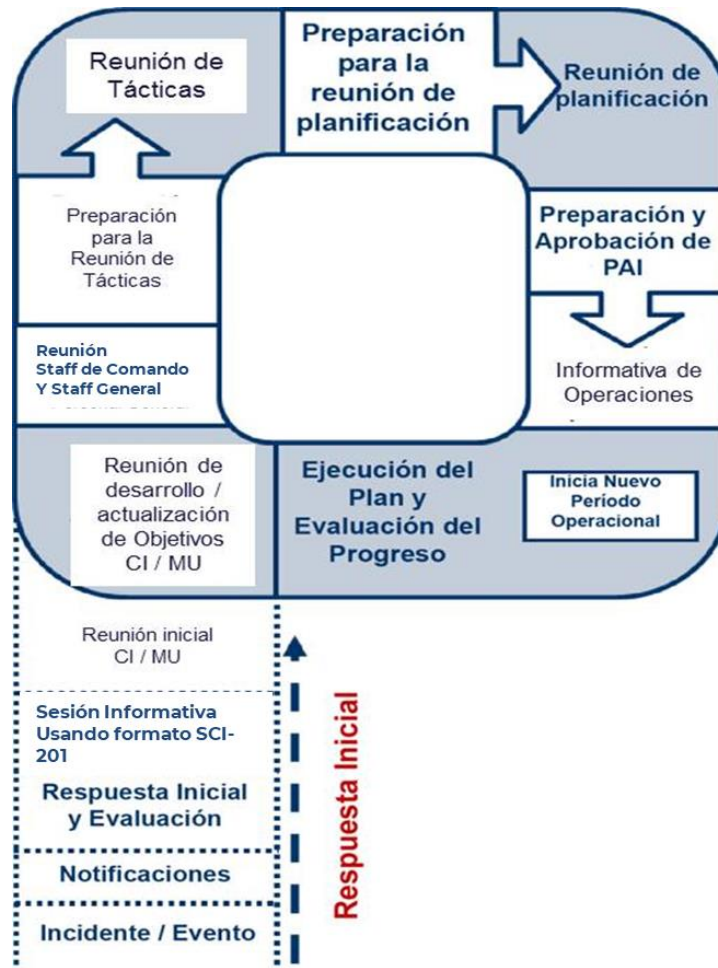 Reunión de
Tácticas
Preparación
para la
reunión de
planificación
Reunión de
planificación
Preparación
para la
Reunión de
Tácticas
Preparación y
Aprobación de
PAI
Reunión
Staff de Comando
Y Staff General
Informativa de
Operaciones
Reunión de
desarrollo /
actualización
de Objetivos
CI / MU
Ejecución del
Plan y
Evaluación del
Progreso
Inicia Nuevo
Período
Operacional
Reunión inicial
CI / MU
Sesión Informativa
Usando formato SCI-
201
Respuesta Inicial
y Evaluación
Notificaciones
Incidente / Evento
Respuesta Inicial